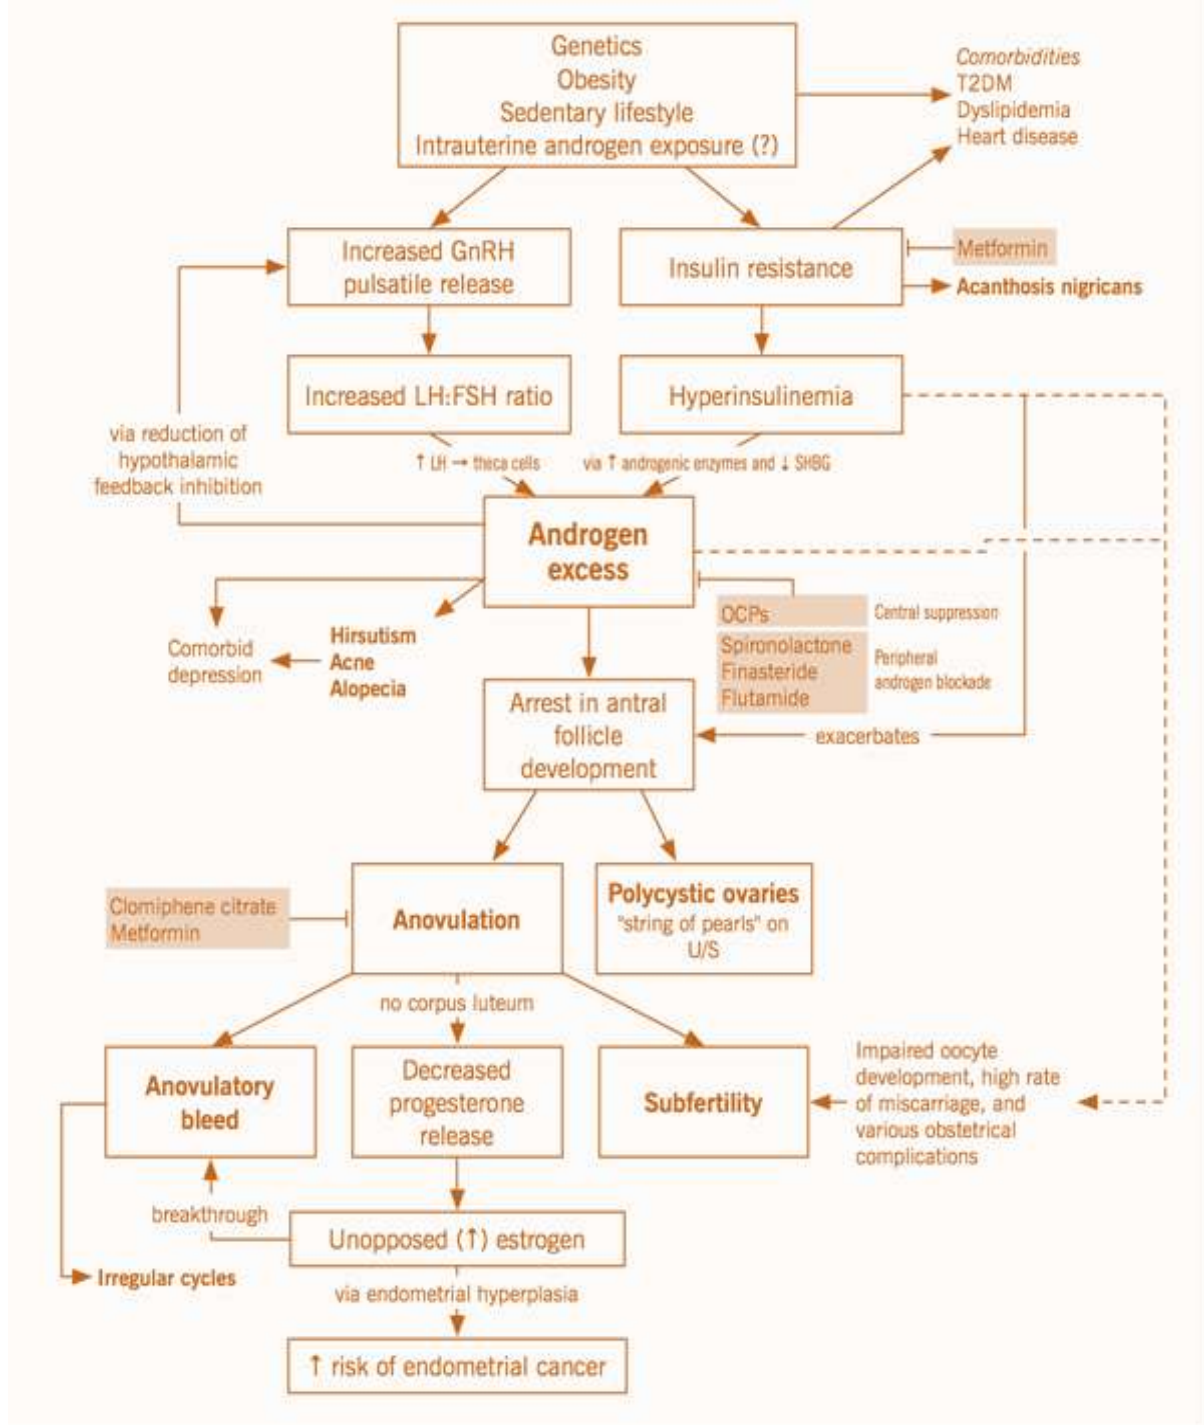 Genetics
Obesity
Sedentary lifestyle
Intrauterine androgen exposure (?)
Comorbidities
T2DM
Dyslipidemia
Heart disease
Increased GnRH
pulsatile release
Insulin resistance
Metformin
Acanthosis nigricans
Increased LH:FSH ratio
Hyperinsulinemia
via reduction of
hypothalamic
feedback inhibition
↑ LH → theca cells
via ↑ androgenic enzymes and ↓ SHBG
Androgen
excess
OCPs
Central suppression
Spironolactone
Finasteride
Flutamide
Peripheral
androgen blockade
Comorbid
depression
Hirsutism
Acne
Alopecia
Arrest in antral
follicle
development
exacerbates
Clomiphene citrate
Metformin
Anovulation
Polycystic ovaries
"string of pearls" on
U/S
no corpus luteum
Anovulatory
bleed
Decreased
progesterone
release
Subfertility
Impaired oocyte
development, high rate
of miscarriage, and
various obstetrical
complications
breakthrough
Unopposed (↑) estrogen
Irregular cycles
via endometrial hyperplasia
↑ risk of endometrial cancer